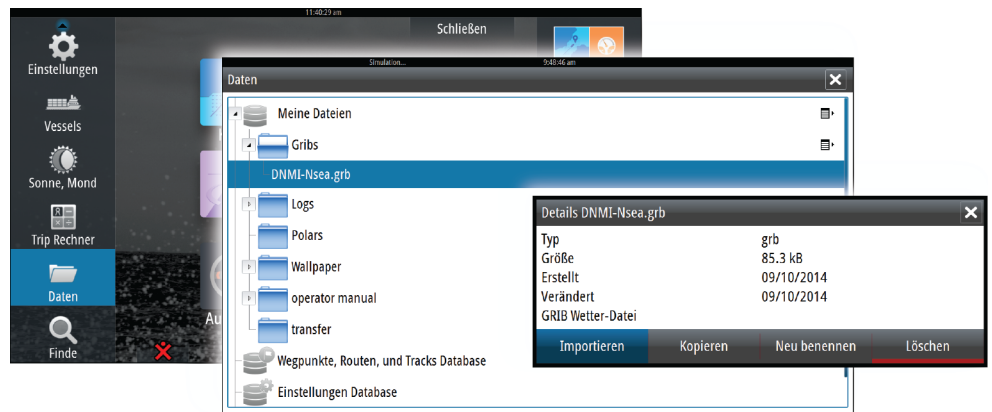 11:40:29 am
Schließen
Einstellungen
Vessels
Sonne, Mond
Trip Rechner
Daten
Finde
Au
Simulation...
9:48:46 am
Daten
Meine Dateien
Gribs
DNMI-Nsea.grb
Logs
Polars
Wallpaper
operator manual
transfer
Wegpunkte, Routen, und Tracks Database
Einstellungen Database
Details DNMI-Nsea.grb
Typ grb
Größe 85.3 kB
Erstellt 09/10/2014
Verändert 09/10/2014
GRIB Wetter-Datei
Importieren Kopieren Neu benennen Löschen